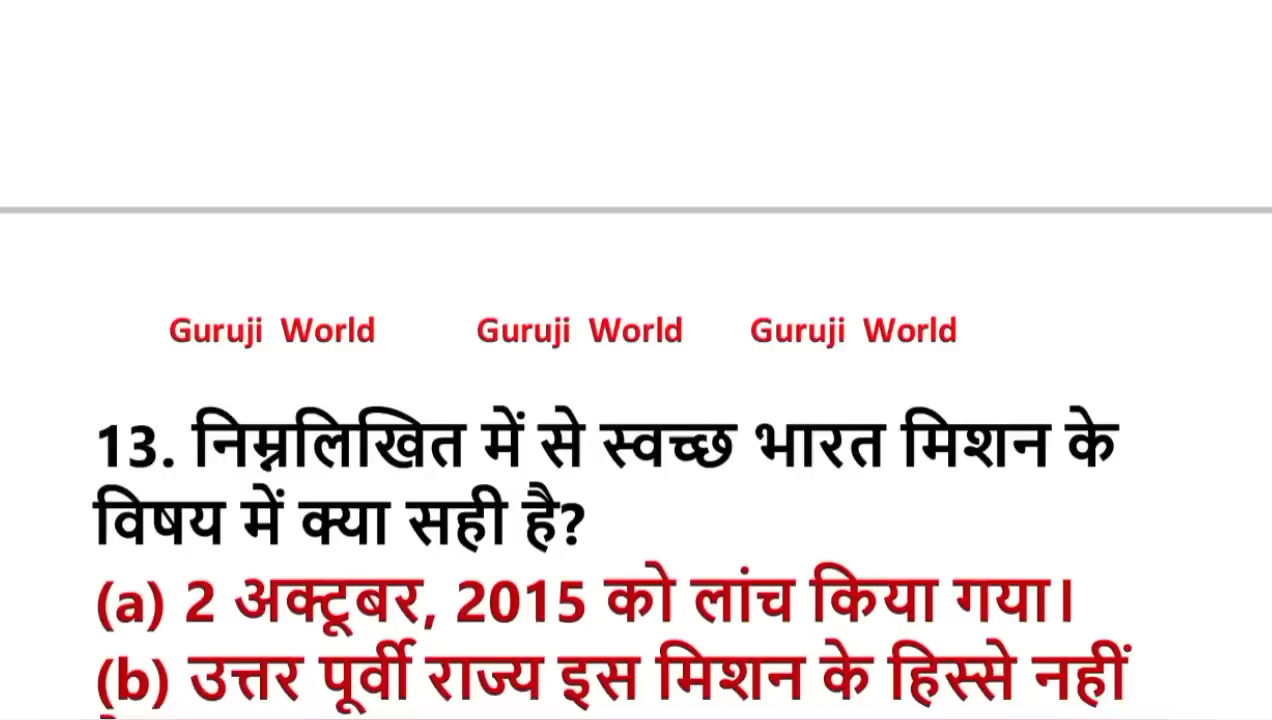 Guruji World Guruji World Guruji World
13. निम्नलिखित में से स्वच्छ भारत मिशन के
विषय में क्या सही है?
(a) 2 अक्टूबर, 2015 को लांच किया गया।
(b) उत्तर पूर्वी राज्य इस मिशन के हिस्से नहीं